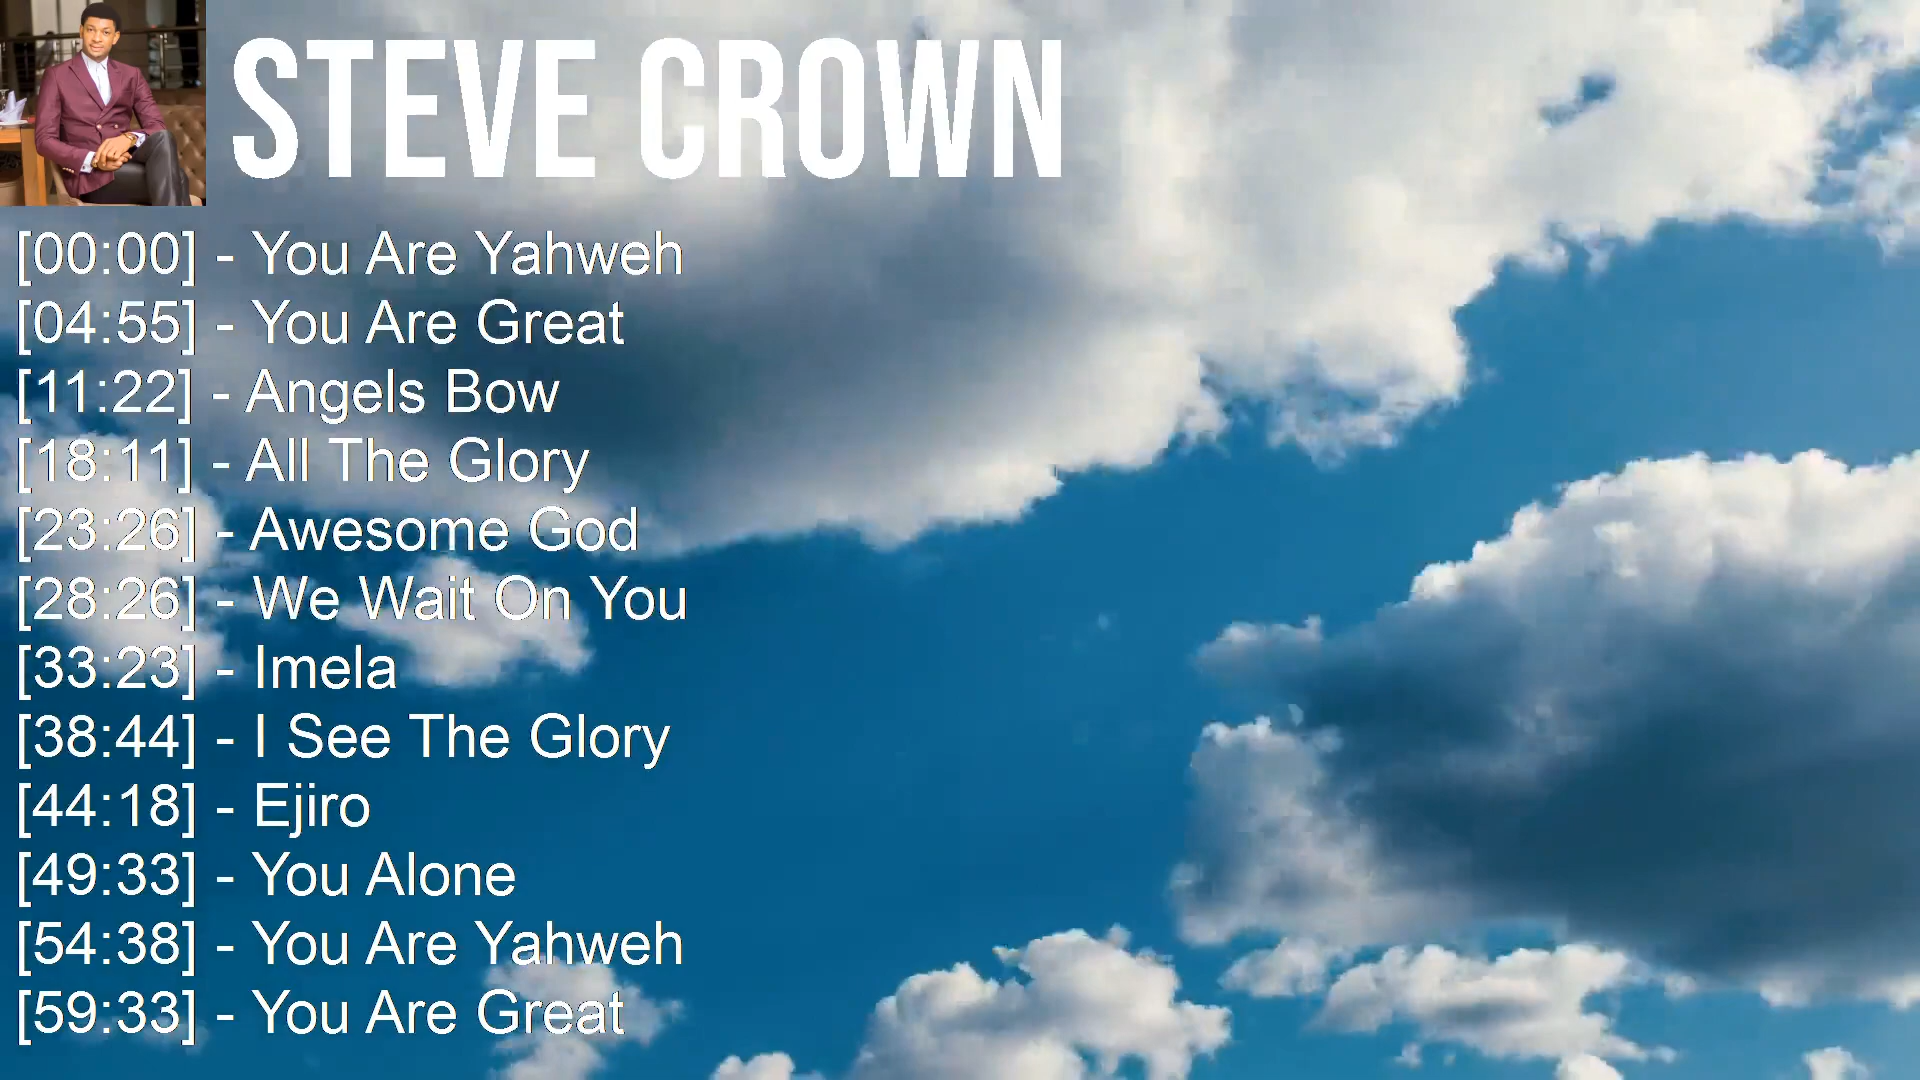 STEVE CROWN
[00:00] - You Are Yahweh
[04:55] - You Are Great
[11:22] - Angels Bow
[18:11] - All The Glory
[23:26] - Awesome God
[28:26] - We Wait On You
[33:23] - Imela
[38:44] - I See The Glory
[44:18] - Ejiro
[49:33] - You Alone
[54:38] - You Are Yahweh
[59:33] - You Are Great